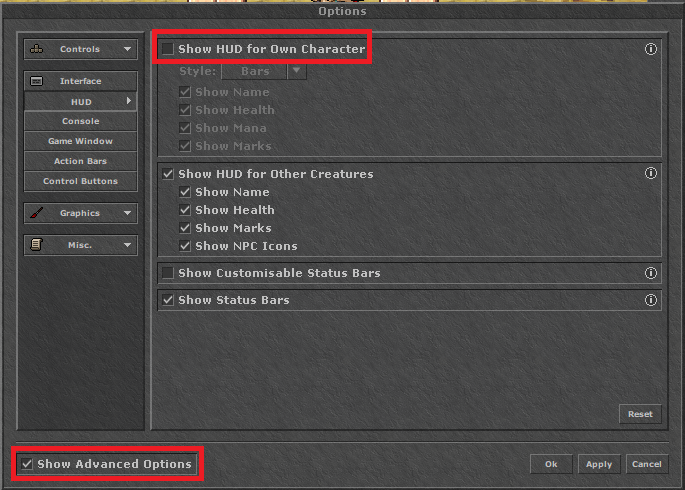 Options
Controls
Interface
HUD
Console
Game Window
Action Bars
Control Buttons
Graphics
Misc.
Show HUD for Own Character
Style: Bars
Show Name
Show Health
Show Mana
Show Marks
Show HUD for Other Creatures
Show Name
Show Health
Show Marks
Show NPC Icons
Show Customisable Status Bars
Show Status Bars
Reset
Show Advanced Options
Ok Apply Cancel